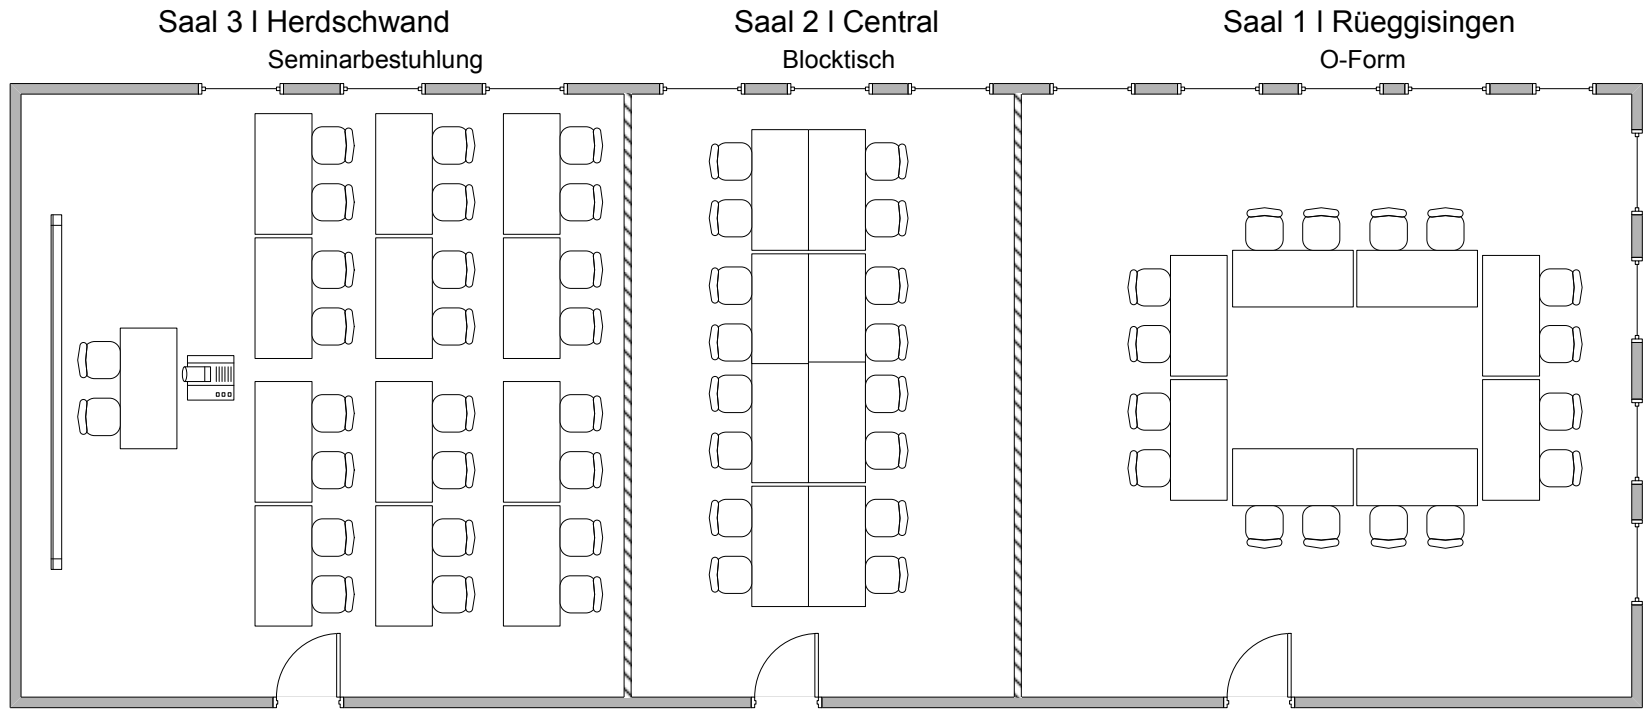 Saal 3 I Herdschwand
Seminarbestuhlung
Saal 2 I Central
Blocktisch
Saal 1 I Rüeggisingen
O-Form